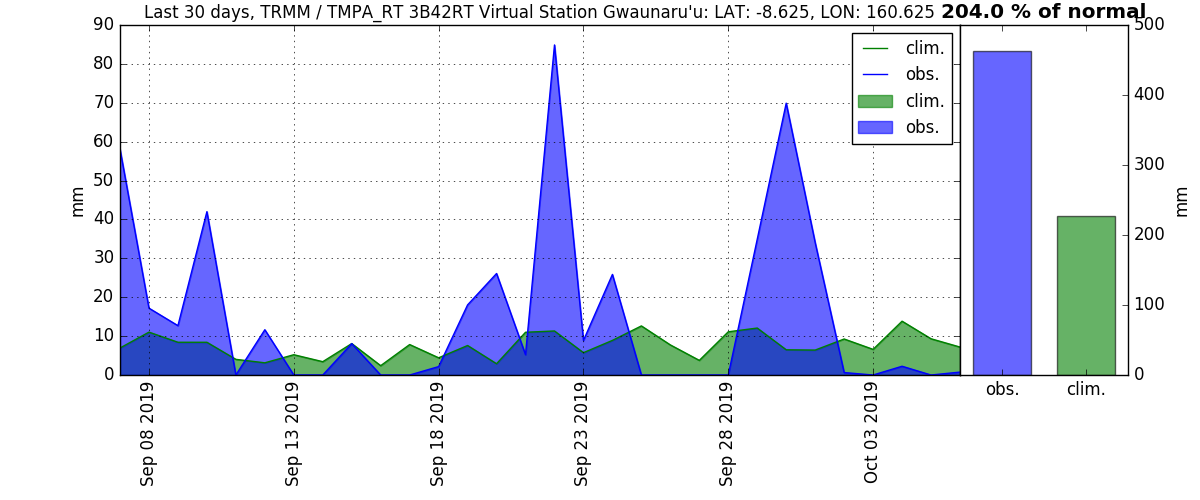 Last 30 days, TRMM / TMPA_RT 3B42RT Virtual Station Gwaunaru'u: LAT: -8.625, LON: 160.625 204.0 % of normal
90
80
70
60
50
40
30
20
10
0
mm
clim.
obs.
clim.
obs.
500
400
300
200
100
0
mm
obs. clim.
Sep 08 2019
Sep 13 2019
Sep 18 2019
Sep 23 2019
Sep 28 2019
Oct 03 2019